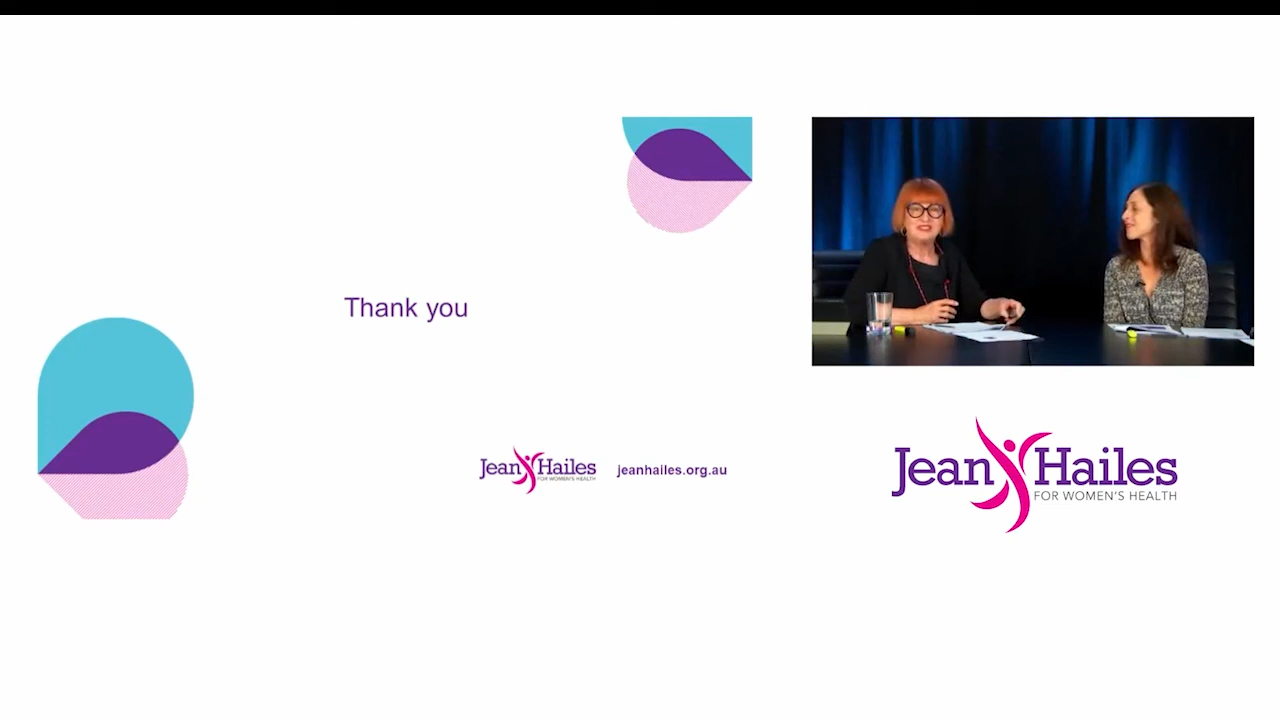 Thank you
Jean Hailes
FOR WOMEN'S HEALTH
jeanhailes.org.au
Jean Hailes
FOR WOMEN'S HEALTH